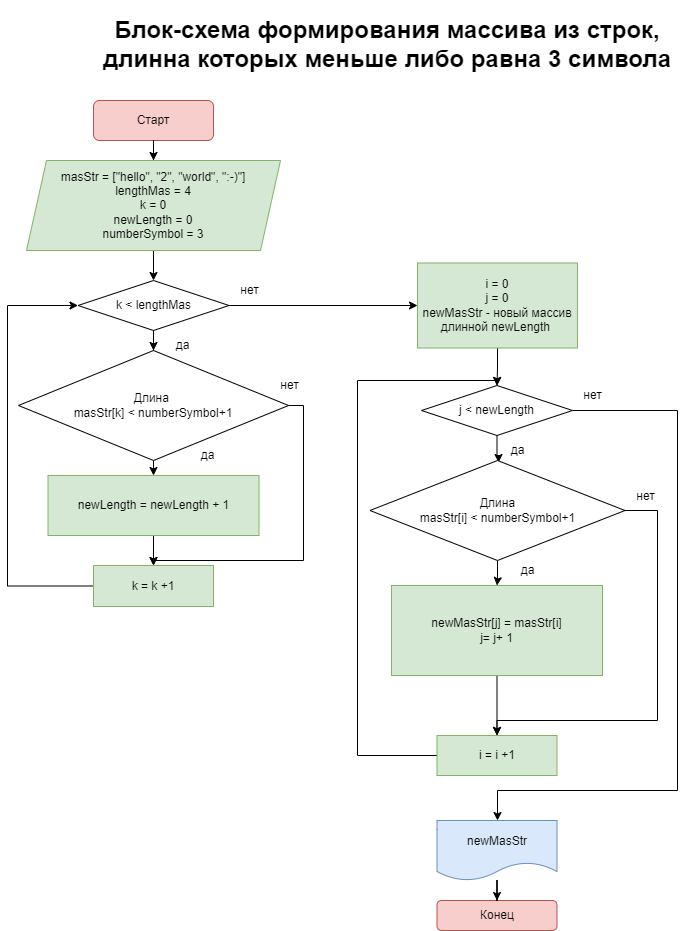 Блок-схема формирования массива из строк,
длинна которых меньше либо равна 3 символа
Старт
masStr = ["hello", "2", "world", ":-)"]
lengthMas = 4
k = 0
newLength = 0
numberSymbol = 3
k < lengthMas
нет
да
Длина
masStr[k] < numberSymbol+1
нет
да
newLength = newLength + 1
k = k +1
i = 0
j = 0
newMasStr - новый массив
длинной newLength
j < newLength
нет
да
Длина
masStr[i] < numberSymbol+1
нет
да
newMasStr[j] = masStr[i]
j= j+ 1
i = i +1
newMasStr
Конец